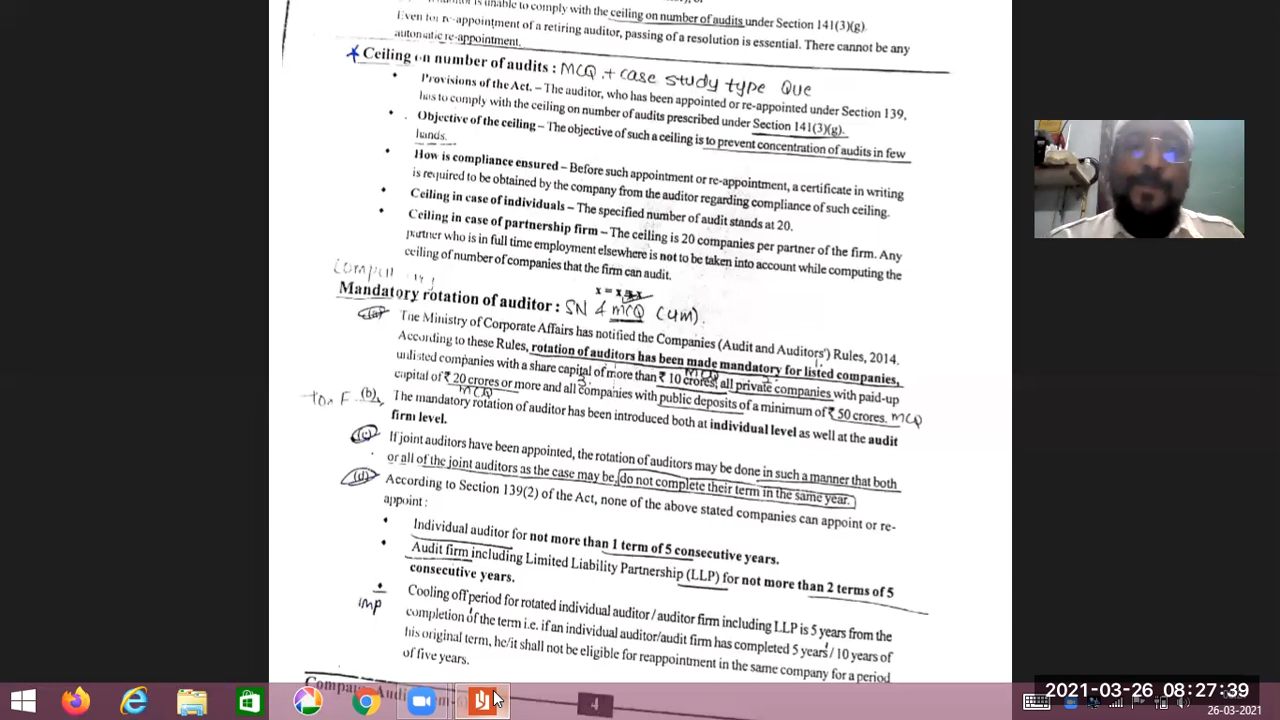 is unable to comply with the ceiling on number of audits under Section 141(3)(g).
Even for re-appointment of a retiring auditor, passing of a resolution is essential. There cannot be any
automatic re-appointment.
Ceiling on number of audits : MCQ + case study type Que
• Provisions of the Act. – The auditor, who has been appointed or re-appointed under Section 139,
has to comply with the ceiling on number of audits prescribed under Section 141(3)(g).
• Objective of the ceiling – The objective of such a ceiling is to prevent concentration of audits in few
hands.
• How is compliance ensured – Before such appointment or re-appointment, a certificate in writing
is required to be obtained by the company from the auditor regarding compliance of such ceiling.
• Ceiling in case of individuals – The specified number of audit stands at 20.
• Ceiling in case of partnership firm – The ceiling is 20 companies per partner of the firm. Any
partner who is in full time employment elsewhere is not to be taken into account while computing the
ceiling of number of companies that the firm can audit.
Mandatory rotation of auditor : SN & MCQ (4m).
(a) The Ministry of Corporate Affairs has notified the Companies (Audit and Auditors') Rules, 2014.
According to these Rules, rotation of auditors has been made mandatory for listed companies,
unlisted companies with a share capital of more than ₹ 10 crores, all private companies with paid-up
capital of ₹ 20 crores or more and all companies with public deposits of a minimum of ₹ 50 crores. MCQ
T or F (b) The mandatory rotation of auditor has been introduced both at individual level as well at the audit
MCQ
firm level.
(c) If joint auditors have been appointed, the rotation of auditors may be done in such a manner that both
or all of the joint auditors as the case may be, do not complete their term in the same year.
(d) According to Section 139(2) of the Act, none of the above stated companies can appoint or re-
appoint :
• Individual auditor for not more than 1 term of 5 consecutive years.
• Audit firm including Limited Liability Partnership (LLP) for not more than 2 terms of 5
consecutive years.
• Cooling off period for rotated individual auditor / auditor firm including LLP is 5 years from the
imp completion of the term i.e. if an individual auditor/audit firm has completed 5 years / 10 years of
his original term, he/it shall not be eligible for reappointment in the same company for a period
of five years.
4
2021-03-26 08:27:39
26-03-2021